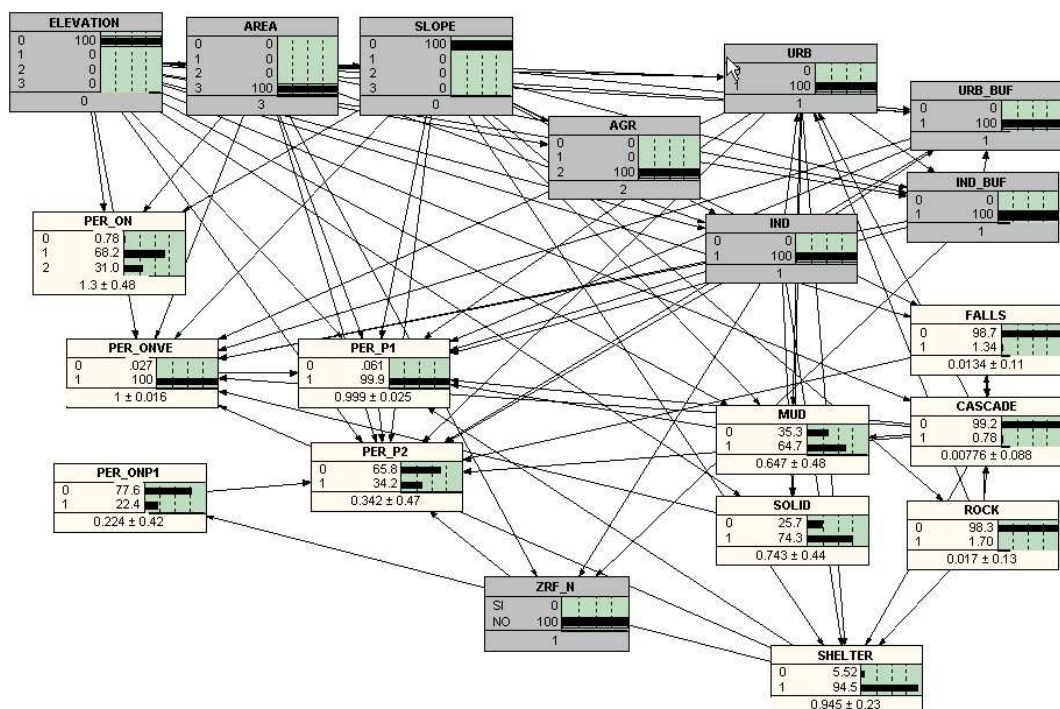 ELEVATION
0 100
1 0
2 0
3 0
0
AREA
0 0
1 0
2 0
3 100
3
SLOPE
0 100
1 0
2 0
3 0
0
URB
0
1 100
1
URB_BUF
0 0
1 100
1
AGR
0 0
1 0
2 100
2
IND_BUF
0 0
1 100
1
PER_ON
0 0.78
1 68.2
2 31.0
1.3 ± 0.48
IND
0 0
1 100
1
FALLS
0 98.7
1 1.34
0.0134 ± 0.11
PER_ONVE
0 .027
1 100
1 ± 0.016
PER_P1
0 .061
1 99.9
0.999 ± 0.025
CASCADE
0 99.2
1 0.78
0.00776 ± 0.088
MUD
0 35.3
1 64.7
0.647 ± 0.48
PER_P2
0 65.8
1 34.2
0.342 ± 0.47
PER_ONP1
0 77.6
1 22.4
0.224 ± 0.42
SOLID
0 25.7
1 74.3
0.743 ± 0.44
ROCK
0 98.3
1 1.70
0.017 ± 0.13
ZRF_N
SI 0
NO 100
1
SHELTER
0 5.52
1 94.5
0.945 ± 0.23